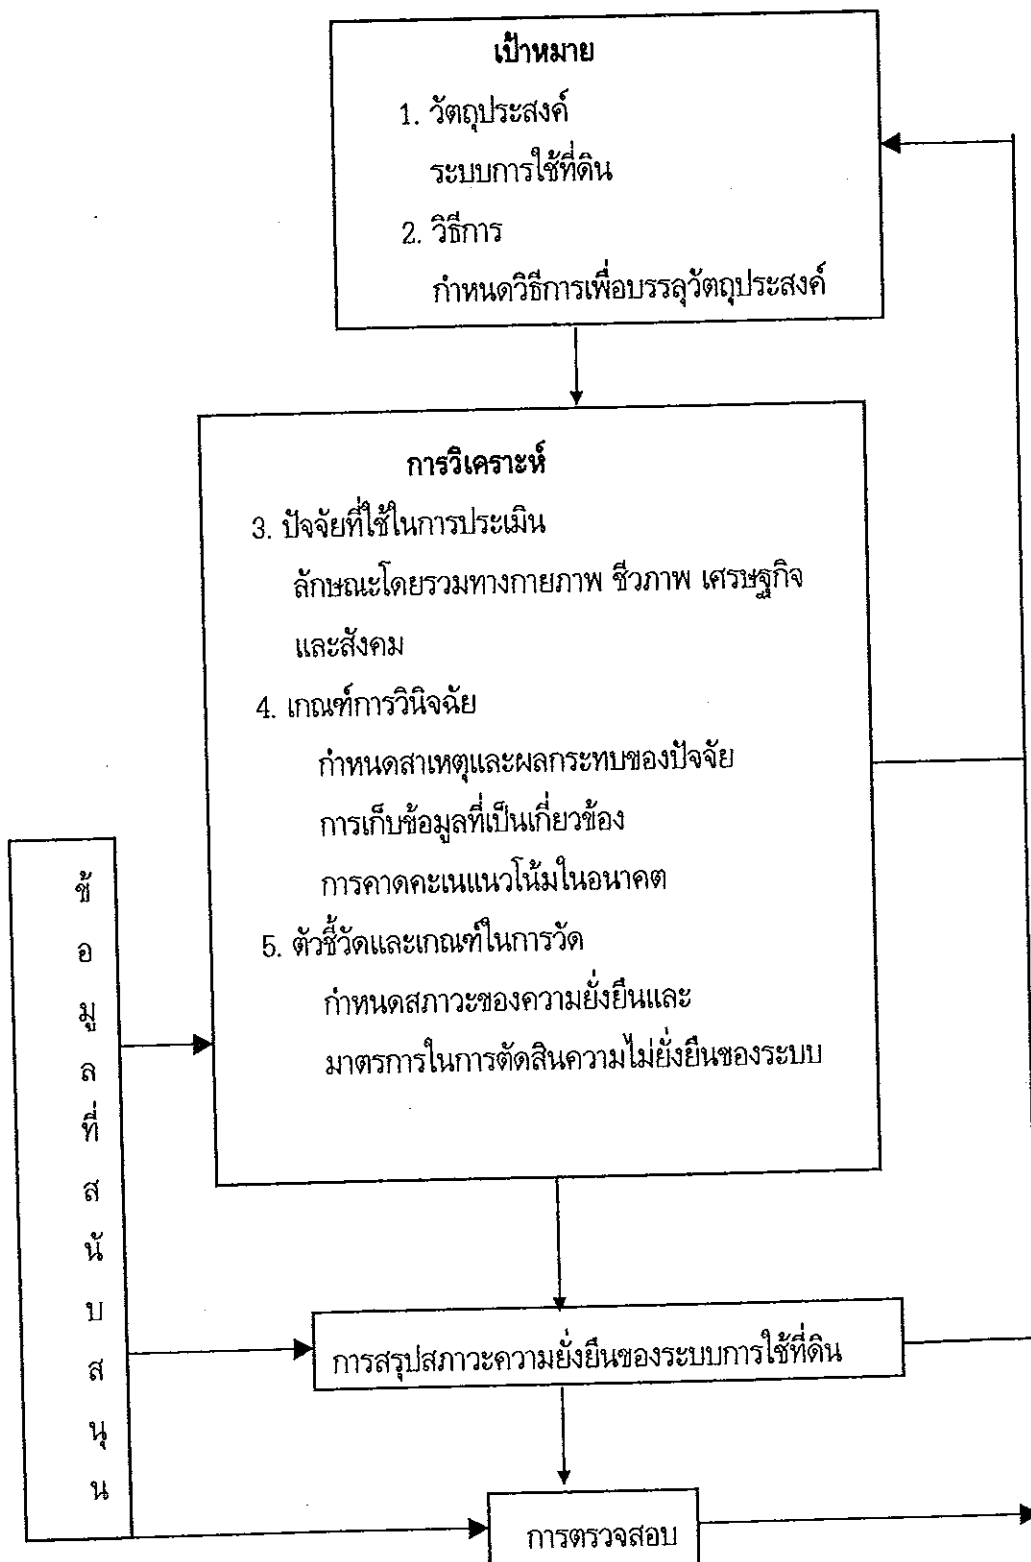 เป้าหมาย
1. วัตถุประสงค์
ระบบการใช้ที่ดิน
2. วิธีการ
กำหนดวิธีการเพื่อบรรลุวัตถุประสงค์
การวิเคราะห์
3. ปัจจัยที่ใช้ในการประเมิน
ลักษณะโดยรวมทางกายภาพ ชีวภาพ เศรษฐกิจ
และสังคม
4. เกณฑ์การวินิจฉัย
กำหนดสาเหตุและผลกระทบของปัจจัย
การเก็บข้อมูลที่เป็นเกี่ยวข้อง
การคาดคะเนแนวโน้มในอนาคต
5. ตัวชี้วัดและเกณฑ์ในการวัด
กำหนดสภาวะของความยั่งยืนและ
มาตรการในการตัดสินความไม่ยั่งยืนของระบบ
ข้
อ
มู
ล
ที่
ส
นั
บ
ส
นุ
น
การสรุปสภาวะความยั่งยืนของระบบการใช้ที่ดิน
การตรวจสอบ